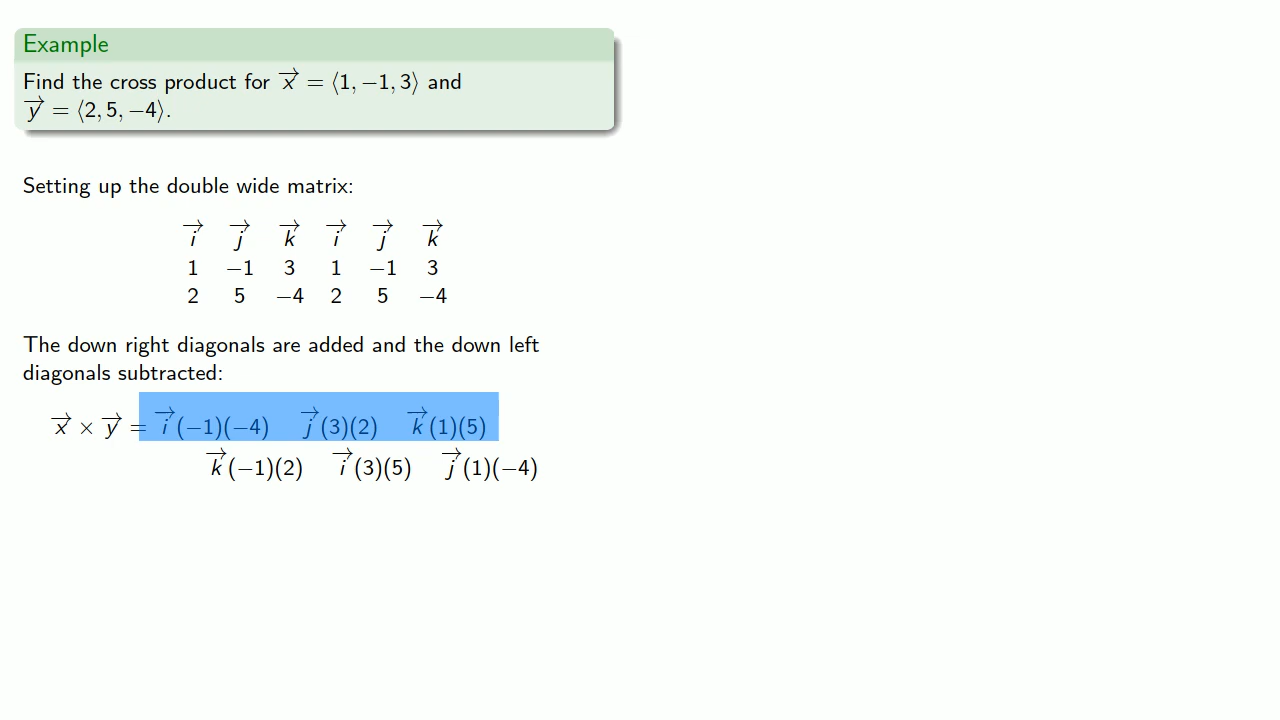 Example
Find the cross product for x⃗ = ⟨1, −1, 3⟩ and
y⃗ = ⟨2, 5, −4⟩.
Setting up the double wide matrix:
i⃗ j⃗ k⃗ i⃗ j⃗ k⃗
1 −1 3 1 −1 3
2 5 −4 2 5 −4
The down right diagonals are added and the down left
diagonals subtracted:
x⃗ × y⃗ = i⃗(−1)(−4) j⃗(3)(2) k⃗(1)(5)
k⃗(−1)(2) i⃗(3)(5) j⃗(1)(−4)